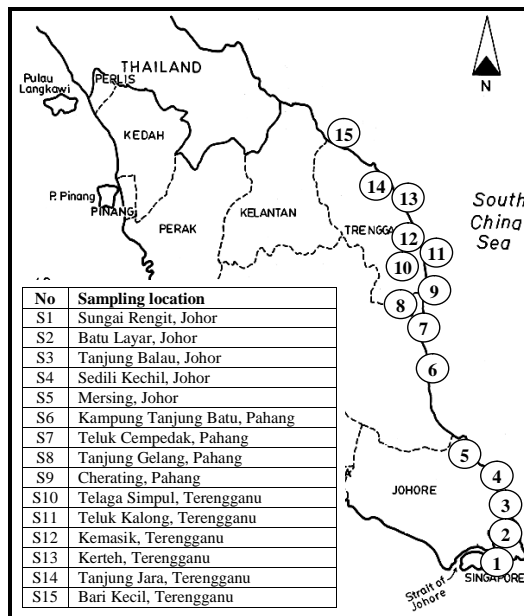 THAILAND
Pulau
Langkawi
PERLIS
KEDAH
P. Pinang
PINANG
PERAK
KELANTAN
TRENGGA
South
China
Sea
N
15
14
13
12
11
10
9
8
7
6
5
4
3
2
1
JOHORE
SINGAPORE
Strait of
Johore
No Sampling location
S1 Sungai Rengit, Johor
S2 Batu Layar, Johor
S3 Tanjung Balau, Johor
S4 Sedili Kechil, Johor
S5 Mersing, Johor
S6 Kampung Tanjung Batu, Pahang
S7 Teluk Cempedak, Pahang
S8 Tanjung Gelang, Pahang
S9 Cherating, Pahang
S10 Telaga Simpul, Terengganu
S11 Teluk Kalong, Terengganu
S12 Kemasik, Terengganu
S13 Kerteh, Terengganu
S14 Tanjung Jara, Terengganu
S15 Bari Kecil, Terengganu